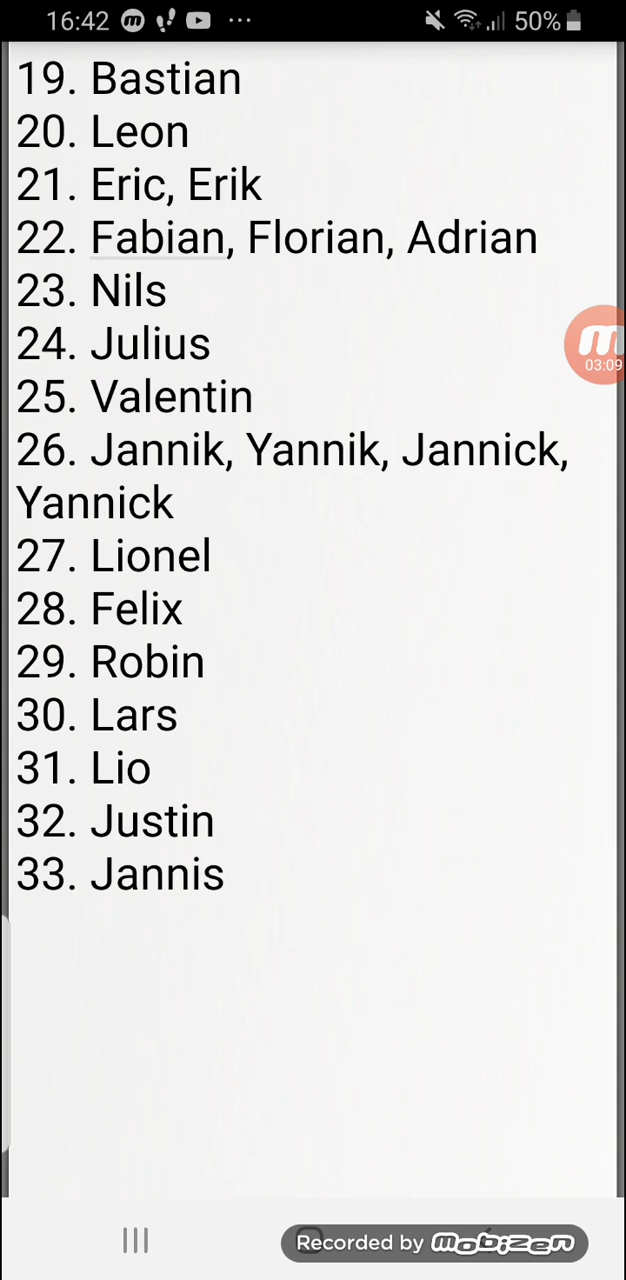 16:42 50%
19. Bastian
20. Leon
21. Eric, Erik
22. Fabian, Florian, Adrian
23. Nils
24. Julius
25. Valentin
26. Jannik, Yannik, Jannick,
Yannick
27. Lionel
28. Felix
29. Robin
30. Lars
31. Lio
32. Justin
33. Jannis
m
03:09
Recorded by mobizen